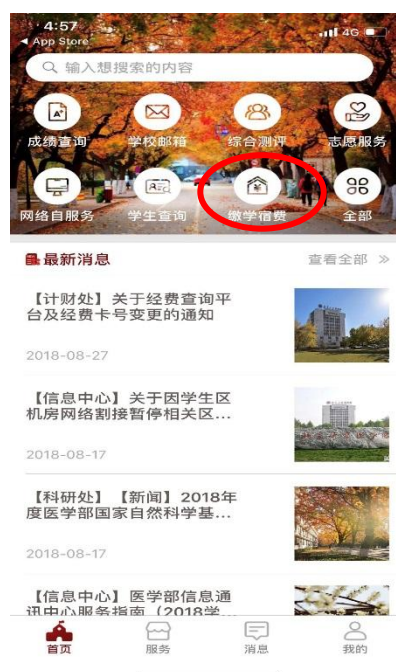 4:57
4G
App Store
输入想搜索的内容
成绩查询 学校邮箱 综合测评 志愿服务
网络自服务 学生查询 缴学宿费 全部
最新消息 查看全部
【计财处】关于经费查询平
台及经费卡号变更的通知
2018-08-27
【信息中心】关于因学生区
机房网络割接暂停相关区...
2018-08-17
【科研处】【新闻】2018年
度医学部国家自然科学基...
2018-08-17
【信息中心】医学部信息通
讯中心服务指南（2018学...
首页 服务 消息 我的